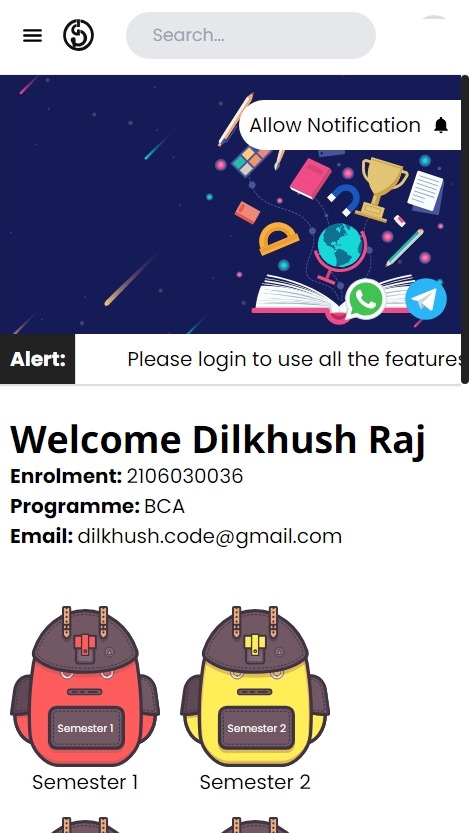 Search...
Allow Notification
Alert: Please login to use all the features
Welcome Dilkhush Raj
Enrolment: 2106030036
Programme: BCA
Email: dilkhush.code@gmail.com
Semester 1
Semester 2
Semester 1
Semester 2